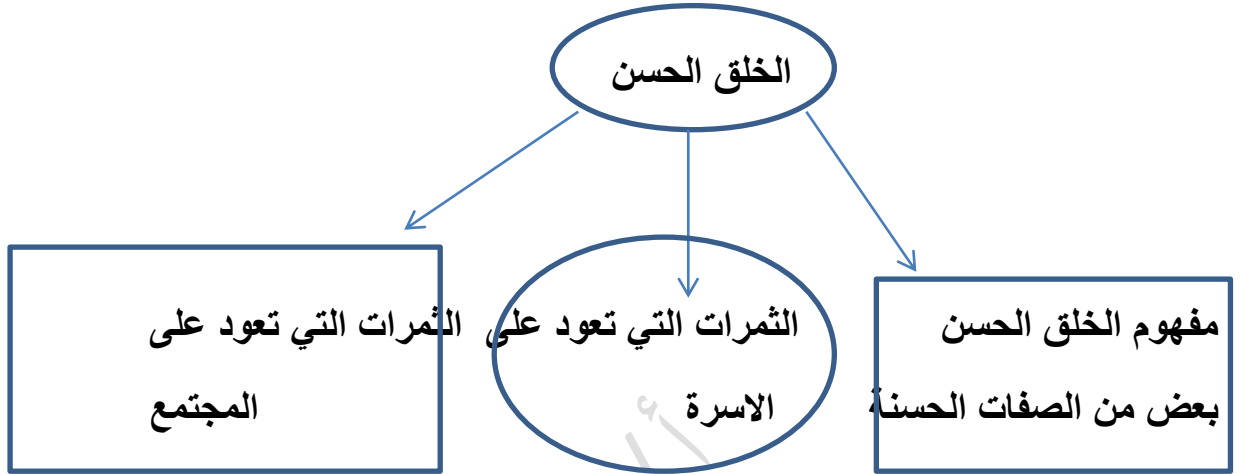 الخلق الحسن
مفهوم الخلق الحسن
بعض من الصفات الحسنة
الثمرات التي تعود على
الاسرة
الثمرات التي تعود على
المجتمع